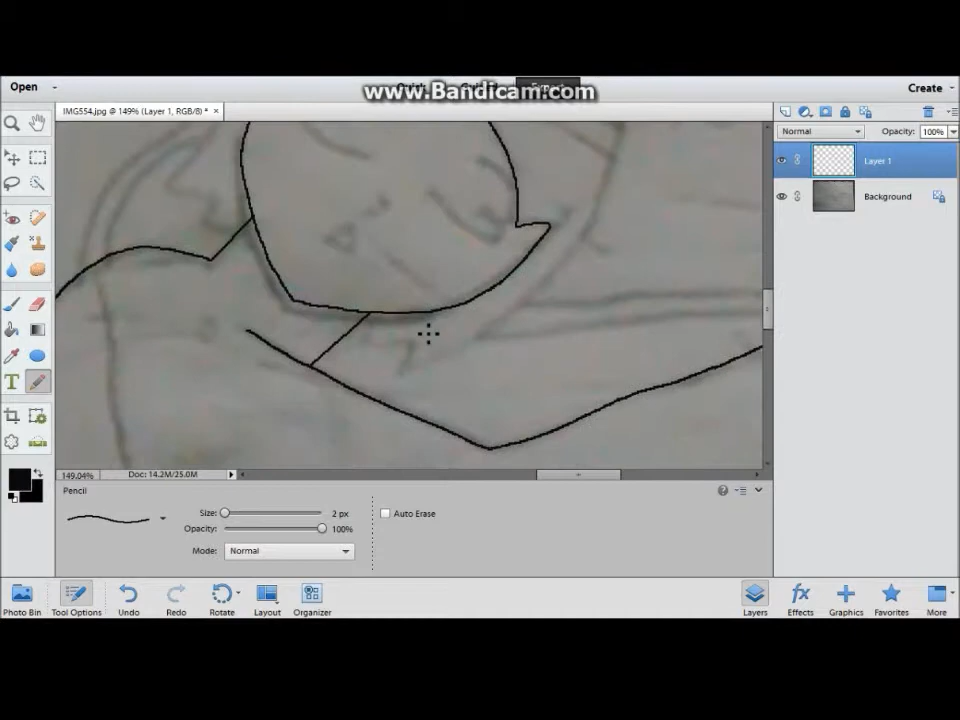 Open
www.Bandicam.com
Create
IMG554.jpg @ 149% (Layer 1, RGB/8) * ×
Normal
Opacity: 100%
Layer 1
Background
149.04%
Doc: 14.2M/25.0M
Pencil
Size:
2 px
Auto Erase
Opacity:
100%
Mode:
Normal
Photo Bin
Tool Options
Undo
Redo
Rotate
Layout
Organizer
Layers
Effects
Graphics
Favorites
More